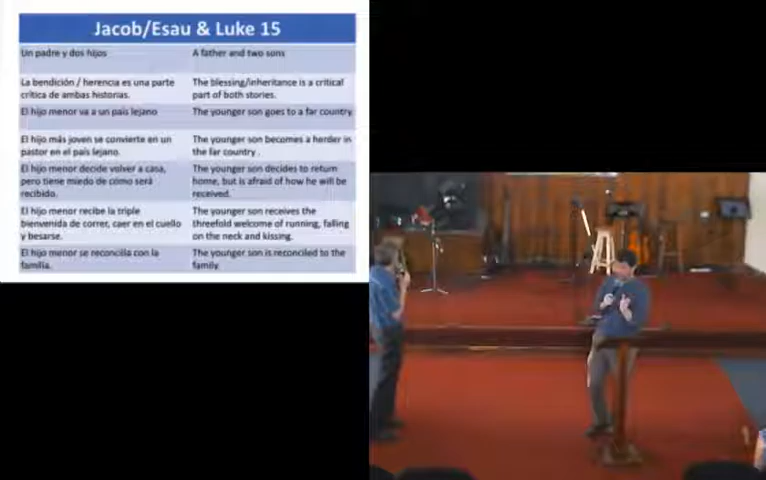 Jacob/Esau & Luke 15
Un padre y dos hijos
A father and two sons
La bendición / herencia es una parte
crítica de ambas historias.
The blessing/inheritance is a critical
part of both stories.
El hijo menor va a un país lejano
The younger son goes to a far country.
El hijo más joven se convierte en un
pastor en el país lejano.
The younger son becomes a herder in
the far country .
El hijo menor decide volver a casa,
pero tiene miedo de cómo será
recibido.
The younger son decides to return
home, but is afraid of how he will be
received.
El hijo menor recibe la triple
bienvenida de correr, caer en el cuello
y besarse.
The younger son receives the
threefold welcome of running, falling
on the neck and kissing.
El hijo menor se reconcilia con la
familia.
The younger son is reconciled to the
family.